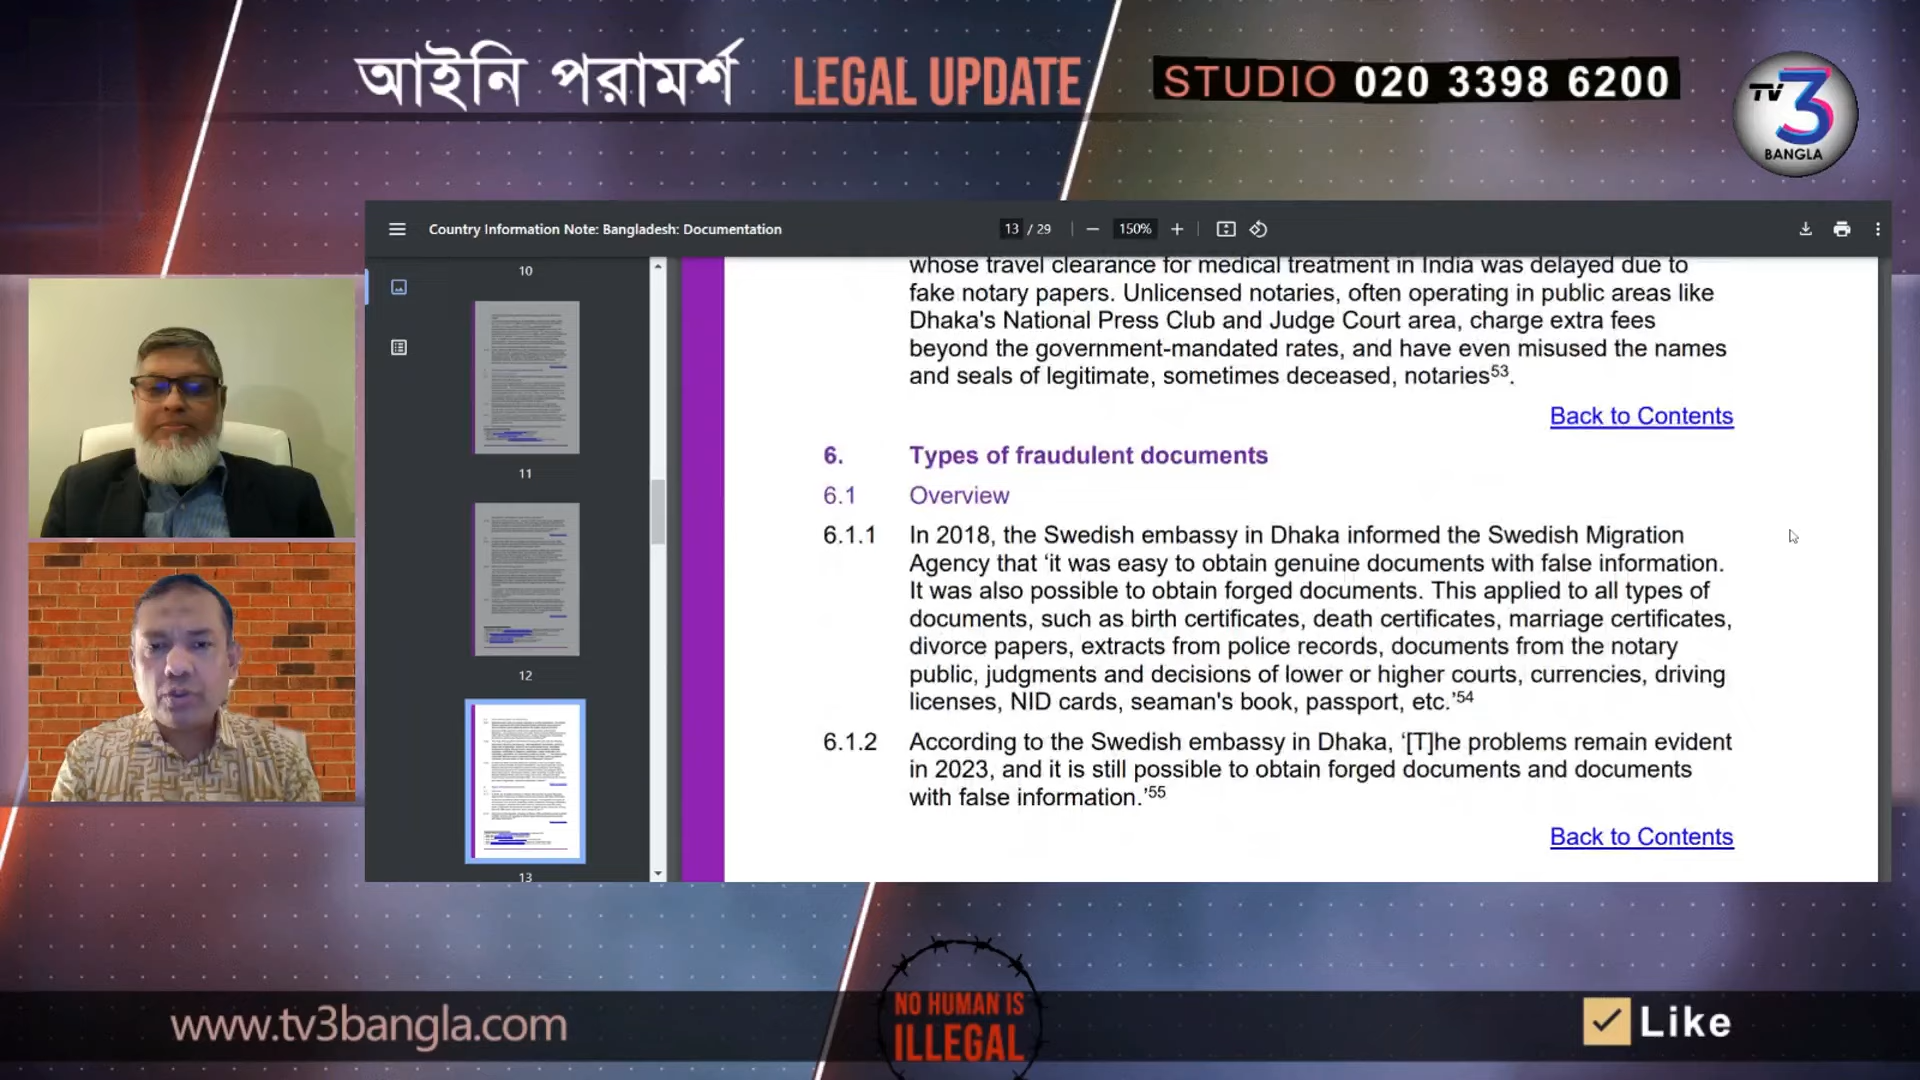 আইনি পরামর্শ LEGAL UPDATE
STUDIO 020 3398 6200
TV 3 BANGLA
Country Information Note: Bangladesh: Documentation
13 / 29
150%
10
11
12
13
whose travel clearance for medical treatment in India was delayed due to
fake notary papers. Unlicensed notaries, often operating in public areas like
Dhaka's National Press Club and Judge Court area, charge extra fees
beyond the government-mandated rates, and have even misused the names
and seals of legitimate, sometimes deceased, notaries53.
Back to Contents
6. Types of fraudulent documents
6.1 Overview
6.1.1 In 2018, the Swedish embassy in Dhaka informed the Swedish Migration
Agency that ‘it was easy to obtain genuine documents with false information.
It was also possible to obtain forged documents. This applied to all types of
documents, such as birth certificates, death certificates, marriage certificates,
divorce papers, extracts from police records, documents from the notary
public, judgments and decisions of lower or higher courts, currencies, driving
licenses, NID cards, seaman's book, passport, etc.’54
6.1.2 According to the Swedish embassy in Dhaka, ‘[T]he problems remain evident
in 2023, and it is still possible to obtain forged documents and documents
with false information.’55
Back to Contents
www.tv3bangla.com
NO HUMAN IS
ILLEGAL
Like